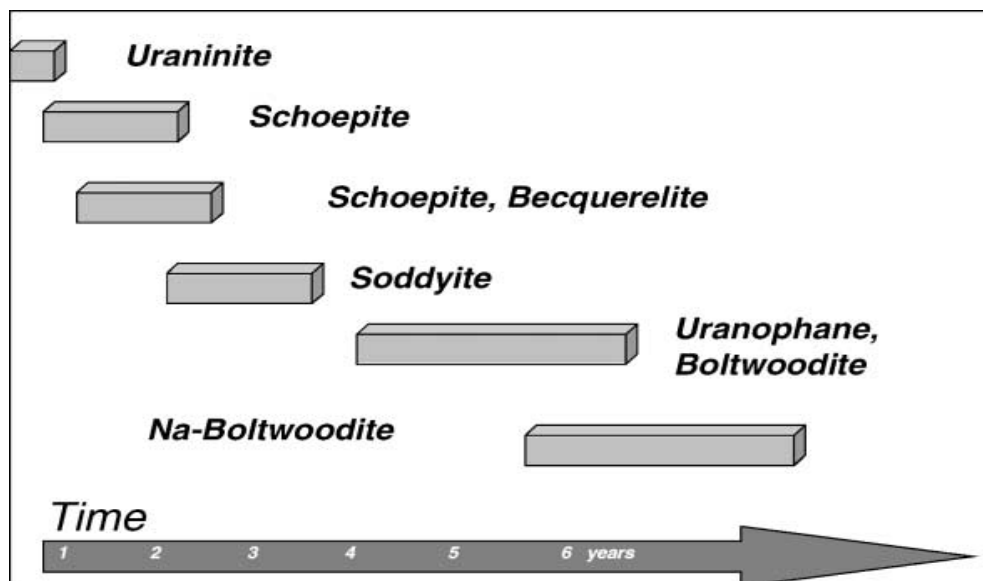 Uraninite
Schoepite
Schoepite, Becquerelite
Soddyite
Uranophane,
Boltwoodite
Na-Boltwoodite
Time
1 2 3 4 5 6 years